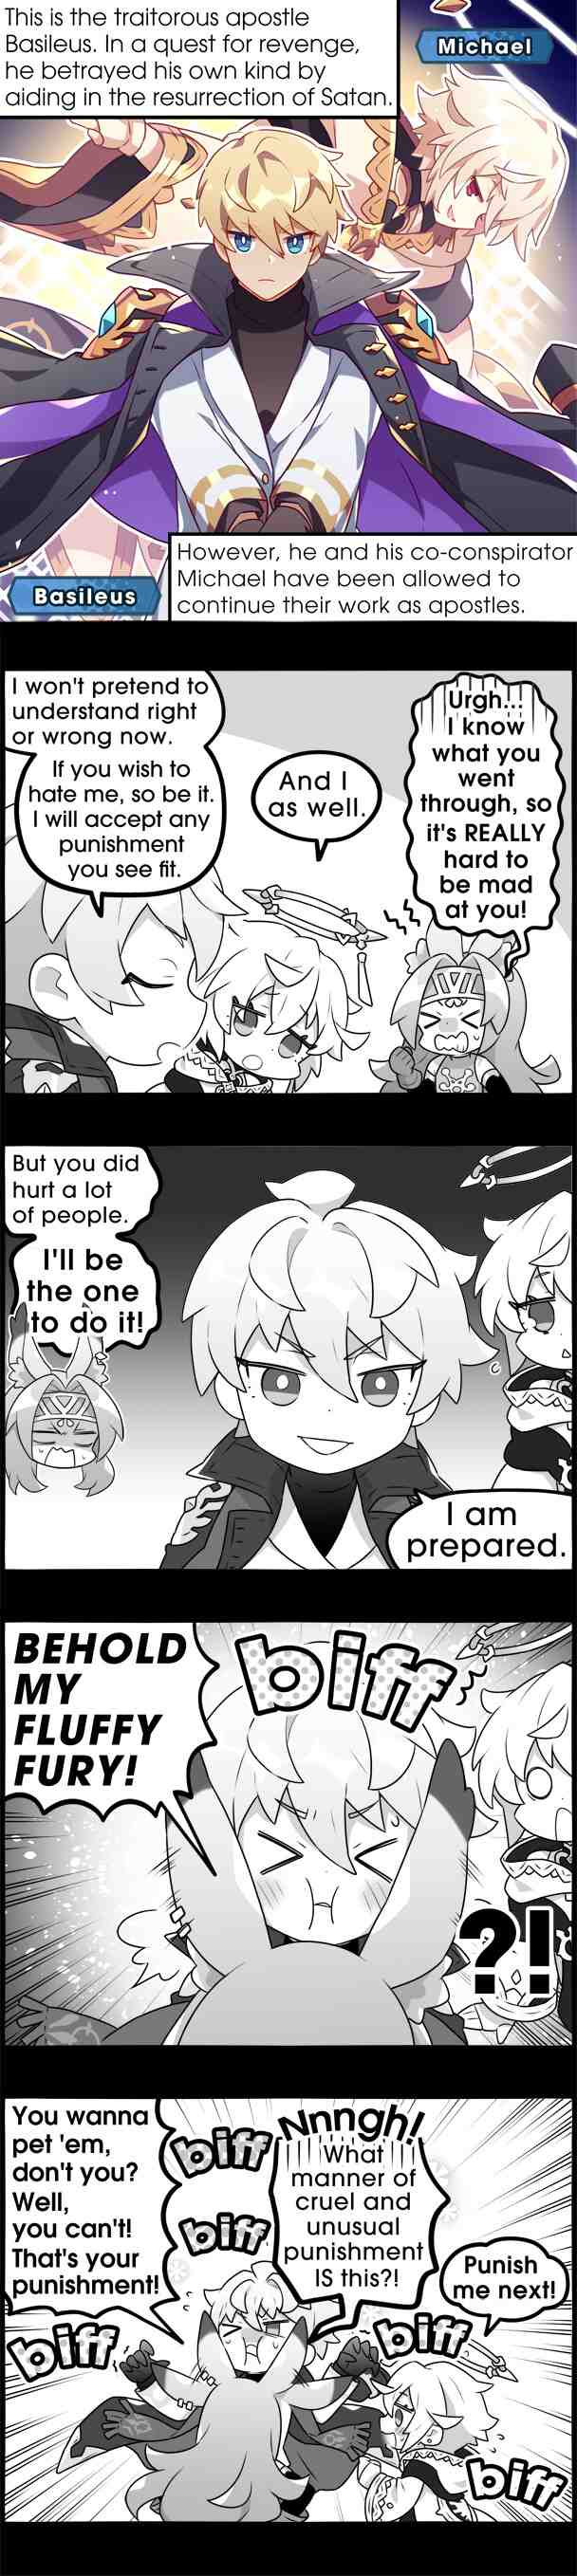 This is the traitorous apostle
Basileus. In a quest for revenge,
he betrayed his own kind by
aiding in the resurrection of Satan.
Michael
However, he and his co-conspirator
Michael have been allowed to
continue their work as apostles.
Basileus
I won't pretend to
understand right
or wrong now.
If you wish to
hate me, so be it.
I will accept any
punishment
you see fit.
And I
as well.
Urgh...
I know
what you
went
through, so
it's REALLY
hard to
be mad
at you!
But you did
hurt a lot
of people.
I'll be
the one
to do it!
I am
prepared.
BEHOLD
MY
FLUFFY
FURY!
biff
?!
You wanna
pet 'em,
don't you?
Well,
you can't!
That's your
punishment!
biff
biff
Nnngh!
What
manner of
cruel and
unusual
punishment
IS this?!
Punish
me next!
biff
biff
biff